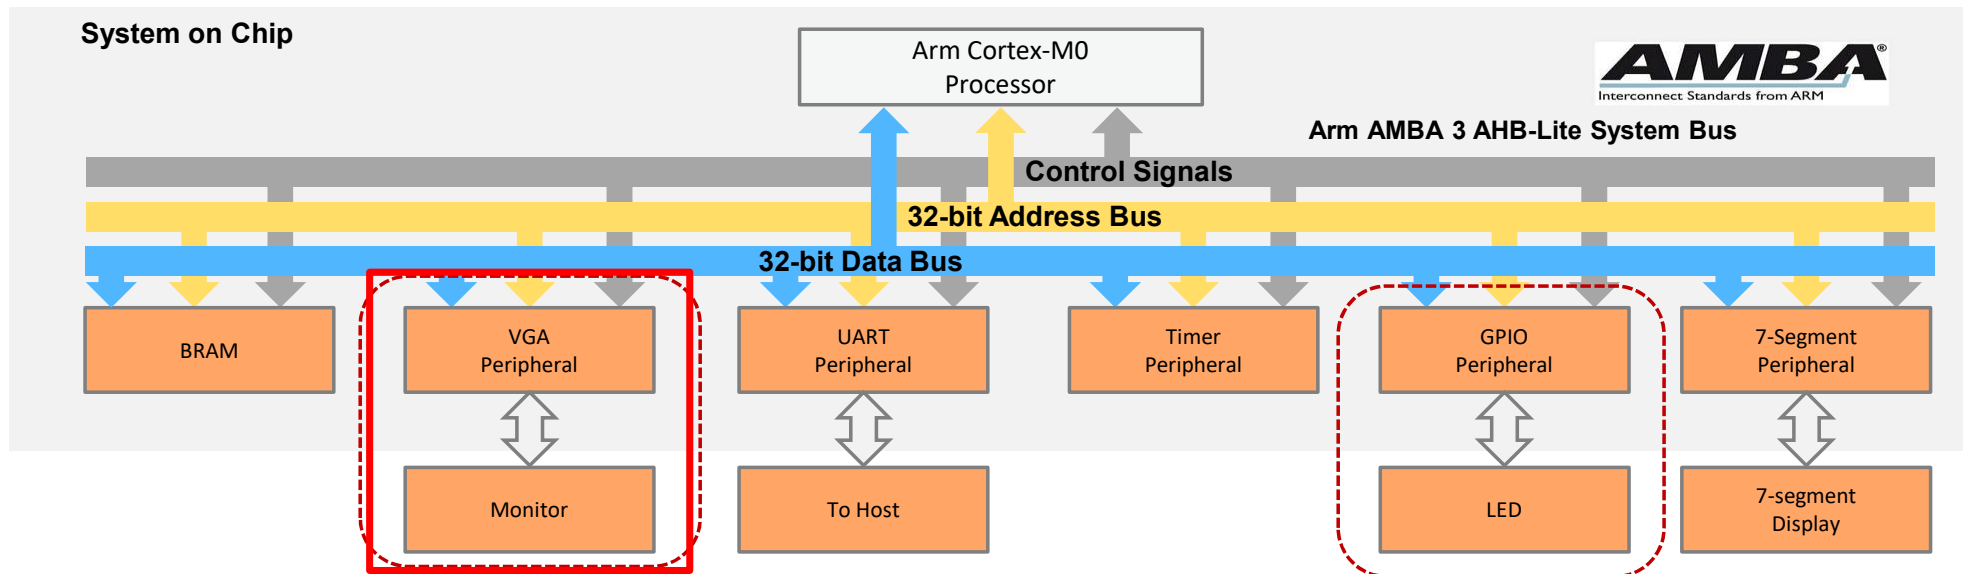 System on Chip
Arm Cortex-M0
Processor
AMBA®
Interconnect Standards from ARM
Arm AMBA 3 AHB-Lite System Bus
Control Signals
32-bit Address Bus
32-bit Data Bus
BRAM
VGA
Peripheral
UART
Peripheral
Timer
Peripheral
GPIO
Peripheral
7-Segment
Peripheral
Monitor
To Host
LED
7-segment
Display